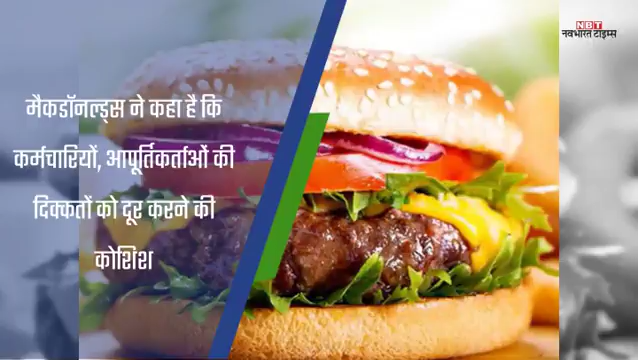 NBT
नवभारत टाइम्स
मैकडॉनल्ड्स ने कहा है कि
कर्मचारियों, आपूर्तिकर्ताओं की
दिक्कतों को दूर करने की
कोशिश